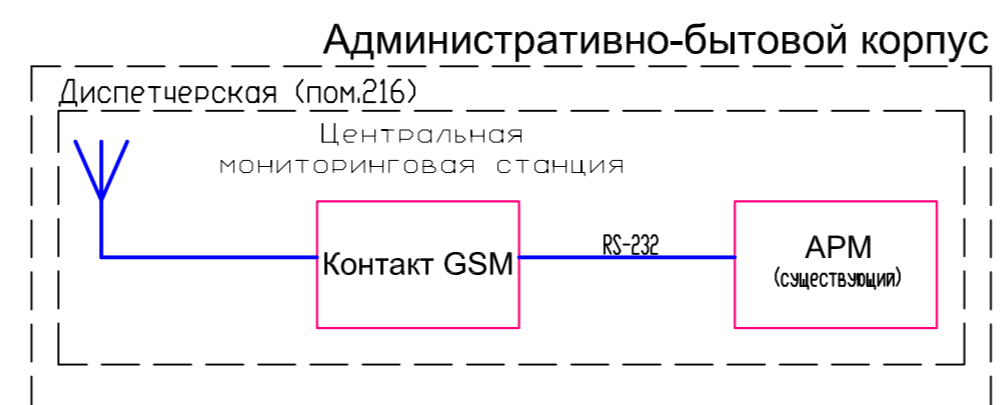 Административно-бытовой корпус
Диспетчерская (пом.216)
Центральная
мониторинговая станция
Контакт GSM
RS-232
АРМ
(существующий)